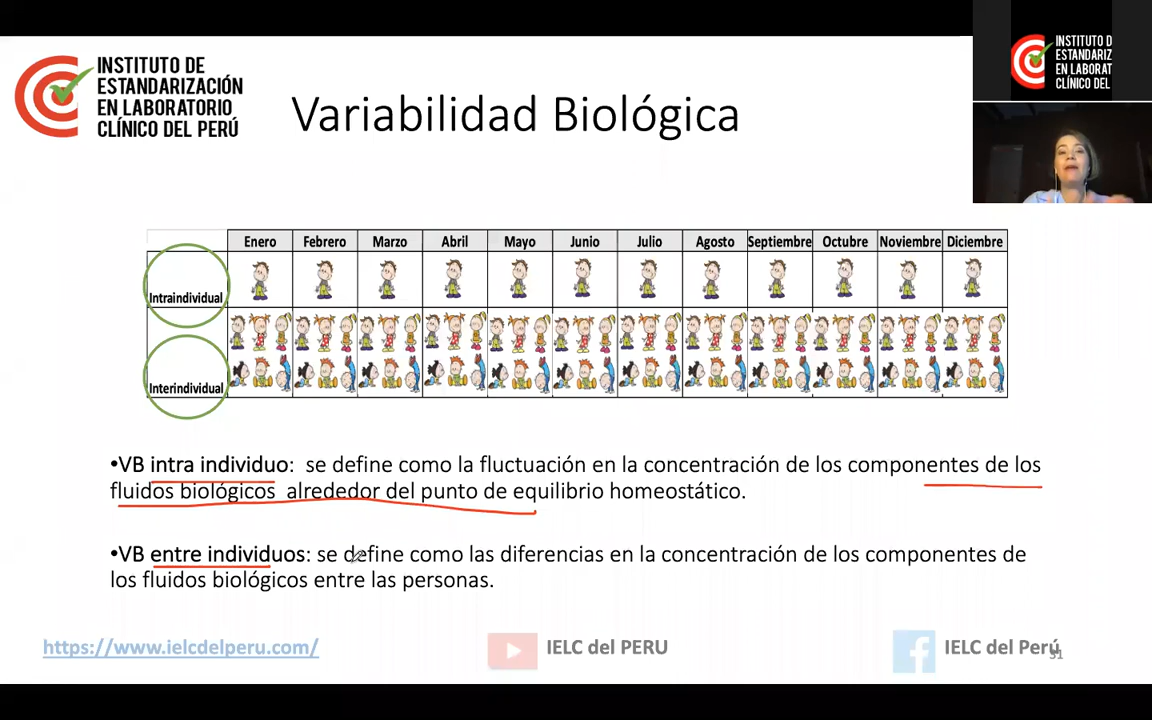 INSTITUTO DE
ESTANDARIZACIÓN
EN LABORATORIO
CLÍNICO DEL PERÚ
Variabilidad Biológica
INSTITUTO D
ESTANDARIZ
EN LABORAT
CLÍNICO DEL
Enero Febrero Marzo Abril Mayo Junio Julio Agosto Septiembre Octubre Noviembre Diciembre
Intraindividual
Interindividual
•VB intra individuo: se define como la fluctuación en la concentración de los componentes de los
fluidos biológicos alrededor del punto de equilibrio homeostático.
•VB entre individuos: se define como las diferencias en la concentración de los componentes de
los fluidos biológicos entre las personas.
https://www.ielcdelperu.com/
IELC del PERU
IELC del Perú
31